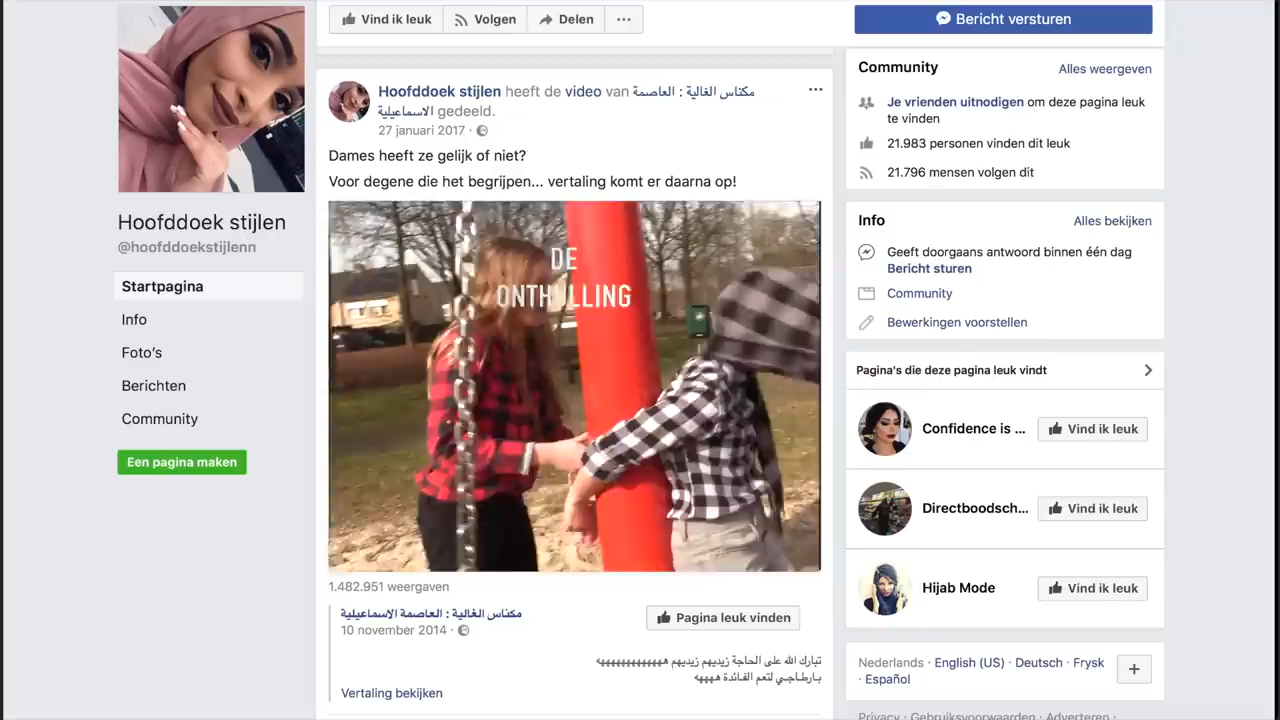 Vind ik leuk
Volgen
Delen
Bericht versturen
Hoofddoek stijlen
@hoofddoekstijlenn
Startpagina
Info
Foto's
Berichten
Community
Een pagina maken
Hoofddoek stijlen heeft de video van مكناس الغالية : العاصمة
الاسماعيلية gedeeld.
27 januari 2017 ·
Dames heeft ze gelijk of niet?
Voor degene die het begrijpen... vertaling komt er daarna op!
DE
ONTHULLING
1.482.951 weergaven
مكناس الغالية : العاصمة الاسماعيلية
10 november 2014 ·
Pagina leuk vinden
تبارك الله على الحاجة زيديهم زيديهم هههههههههههه
بارطاجي لتعم الفائدة ههههه
Vertaling bekijken
Community
Alles weergeven
Je vrienden uitnodigen om deze pagina leuk
te vinden
21.983 personen vinden dit leuk
21.796 mensen volgen dit
Info
Alles bekijken
Geeft doorgaans antwoord binnen één dag
Bericht sturen
Community
Bewerkingen voorstellen
Pagina's die deze pagina leuk vindt
Confidence is ...
Vind ik leuk
Directboodsch...
Vind ik leuk
Hijab Mode
Vind ik leuk
Nederlands · English (US) · Deutsch · Frysk
· Español
Privacy · Gebruiksvoorwaarden · Adverteren ·